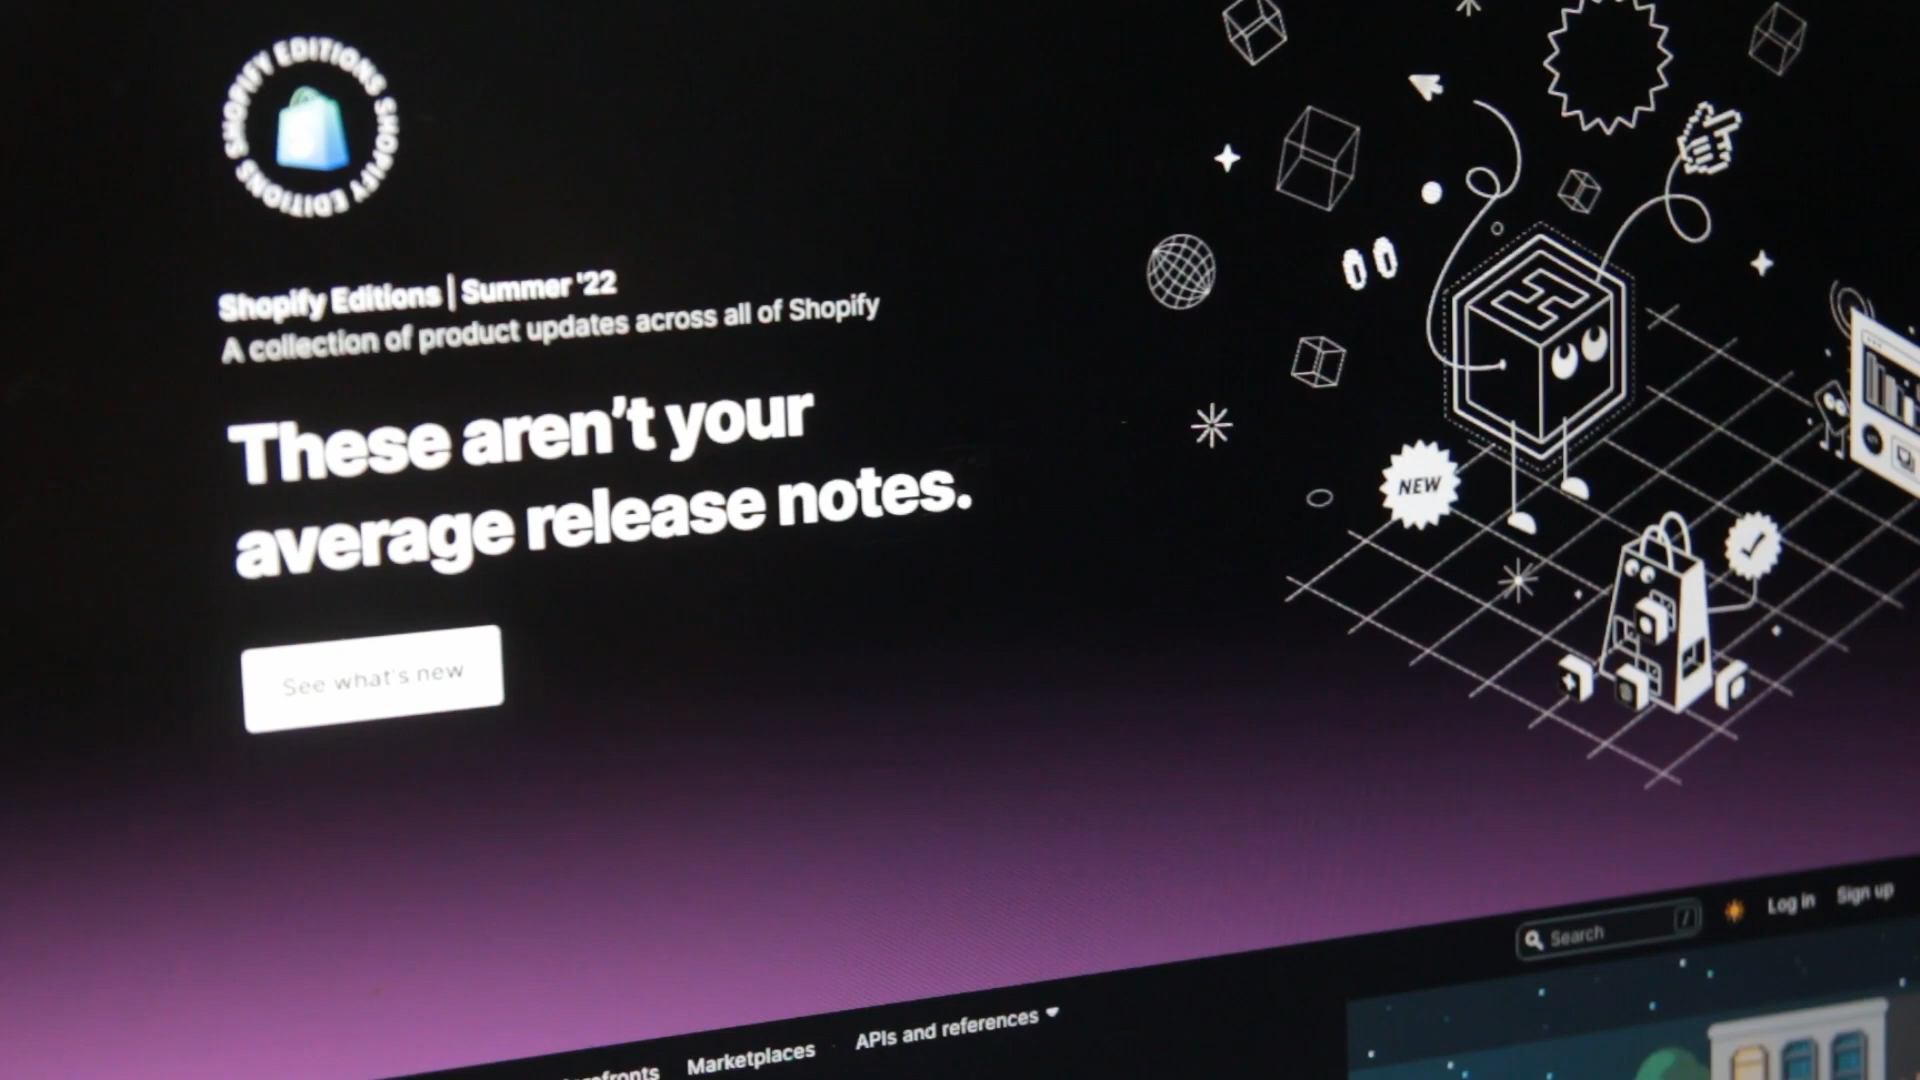 SHOPIFY EDITIONS SHOPIFY EDITIONS
Shopify Editions | Summer '22
A collection of product updates across all of Shopify
These aren't your
average release notes.
See what's new
NEW
Search /
Log in
Sign up
Marketplaces
APIs and references